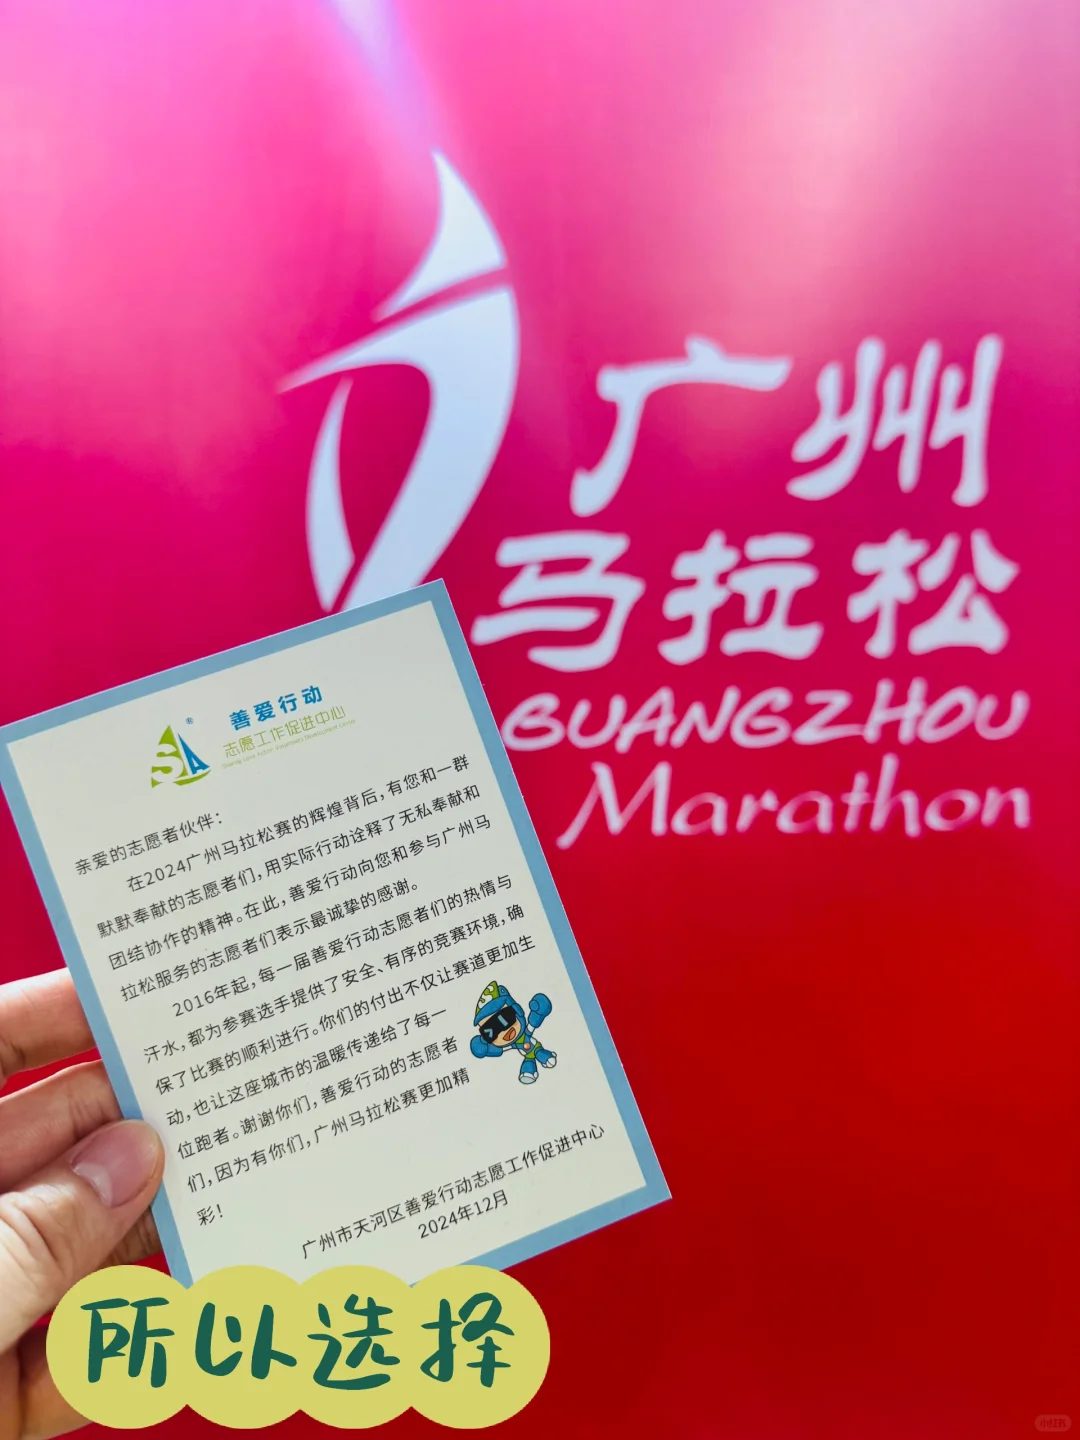 广州
马拉松
GUANGZHOU
Marathon
善爱行动
志愿工作促进中心
SA
®
亲爱的志愿者伙伴：
在2024广州马拉松赛的辉煌背后，有您和一群
默默奉献的志愿者们，用实际行动诠释了无私奉献和
团结协作的精神。在此，善爱行动向您和参与广州马
拉松服务的志愿者们表示最诚挚的感谢。
2016年起，每一届善爱行动志愿者们的热情与
汗水，都为参赛选手提供了安全、有序的竞赛环境，确
保了比赛的顺利进行。你们的付出不仅让赛道更加生
动，也让这座城市的温暖传递给了每一
位跑者。谢谢你们，善爱行动的志愿者
们，因为有你们，广州马拉松赛更加精
彩！
广州市天河区善爱行动志愿工作促进中心
2024年12月
所以选择